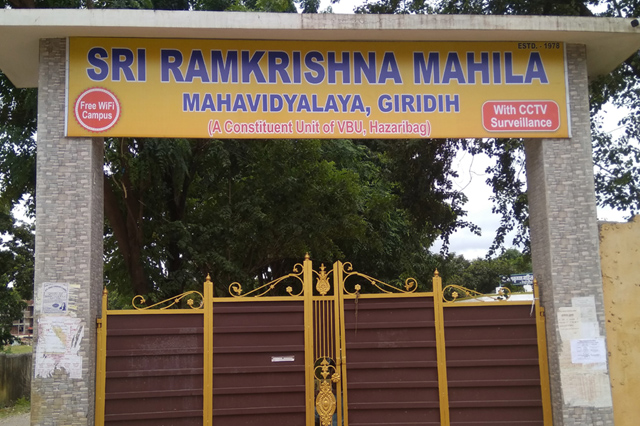 ESTD. - 1978
SRI RAMKRISHNA MAHILA
MAHAVIDYALAYA, GIRIDIH
(A Constituent Unit of VBU, Hazaribag)
Free WiFi
Campus
With CCTV
Surveillance